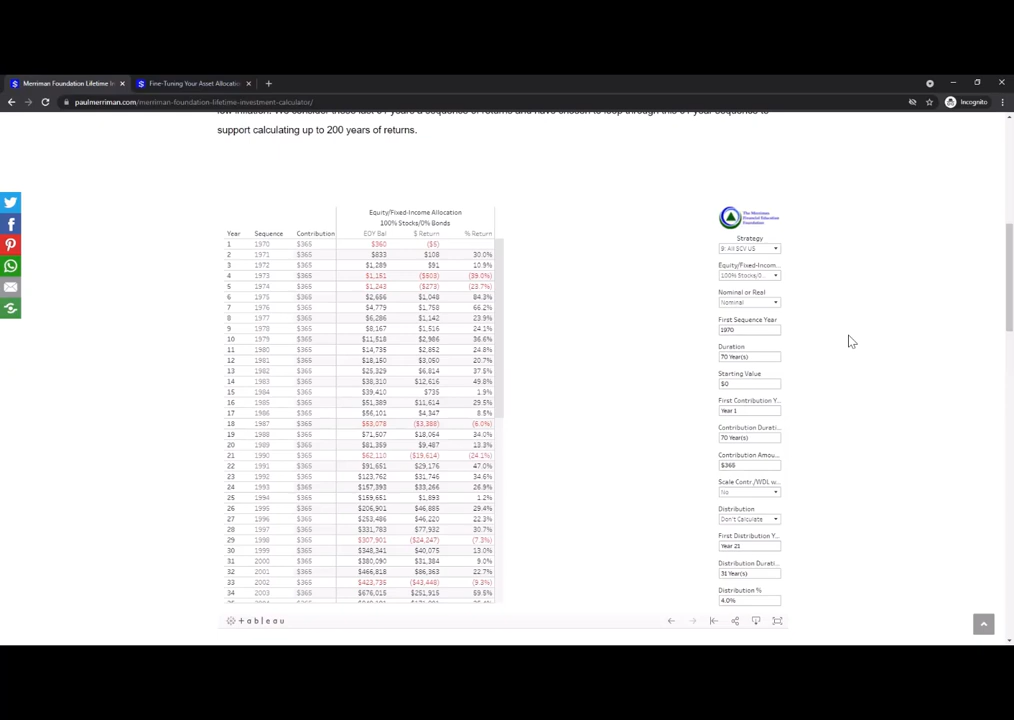 Merriman Foundation Lifetime In
Fine-Tuning Your Asset Allocation
paulmerriman.com/merriman-foundation-lifetime-investment-calculator/
Incognito
support calculating up to 200 years of returns.
Equity/Fixed-Income Allocation
100% Stocks/0% Bonds
Year Sequence Contribution EOY Bal $ Return % Return
1 1970 $365 $360 ($5)
2 1971 $365 $833 $108 30.0%
3 1972 $365 $1,289 $91 10.9%
4 1973 $365 $1,151 ($503) (39.0%)
5 1974 $365 $1,243 ($273) (23.7%)
6 1975 $365 $2,656 $1,048 84.3%
7 1976 $365 $4,779 $1,758 66.2%
8 1977 $365 $6,286 $1,142 23.9%
9 1978 $365 $8,167 $1,516 24.1%
10 1979 $365 $11,518 $2,986 36.6%
11 1980 $365 $14,735 $2,852 24.8%
12 1981 $365 $18,150 $3,050 20.7%
13 1982 $365 $25,329 $6,814 37.5%
14 1983 $365 $38,310 $12,616 49.8%
15 1984 $365 $39,410 $735 1.9%
16 1985 $365 $51,389 $11,614 29.5%
17 1986 $365 $56,101 $4,347 8.5%
18 1987 $365 $53,078 ($3,388) (6.0%)
19 1988 $365 $71,507 $18,064 34.0%
20 1989 $365 $81,359 $9,487 13.3%
21 1990 $365 $62,110 ($19,614) (24.1%)
22 1991 $365 $91,651 $29,176 47.0%
23 1992 $365 $123,762 $31,746 34.6%
24 1993 $365 $157,393 $33,266 26.9%
25 1994 $365 $159,651 $1,893 1.2%
26 1995 $365 $206,901 $46,885 29.4%
27 1996 $365 $253,486 $46,220 22.3%
28 1997 $365 $331,783 $77,932 30.7%
29 1998 $365 $307,901 ($24,247) (7.3%)
30 1999 $365 $348,341 $40,075 13.0%
31 2000 $365 $380,090 $31,384 9.0%
32 2001 $365 $466,818 $86,363 22.7%
33 2002 $365 $423,735 ($43,448) (9.3%)
34 2003 $365 $676,015 $251,915 59.5%
The Merriman
Financial Education
Foundation
Strategy
9: All SCV US
Equity/Fixed-Incom...
100% Stocks/0...
Nominal or Real
Nominal
First Sequence Year
1970
Duration
70 Year(s)
Starting Value
$0
First Contribution Y...
Year 1
Contribution Durati...
70 Year(s)
Contribution Amou...
$365
Scale Contr./WDL w...
No
Distribution
Don't Calculate
First Distribution Y...
Year 21
Distribution Durati...
31 Year(s)
Distribution %
4.0%
+ a b l e a u